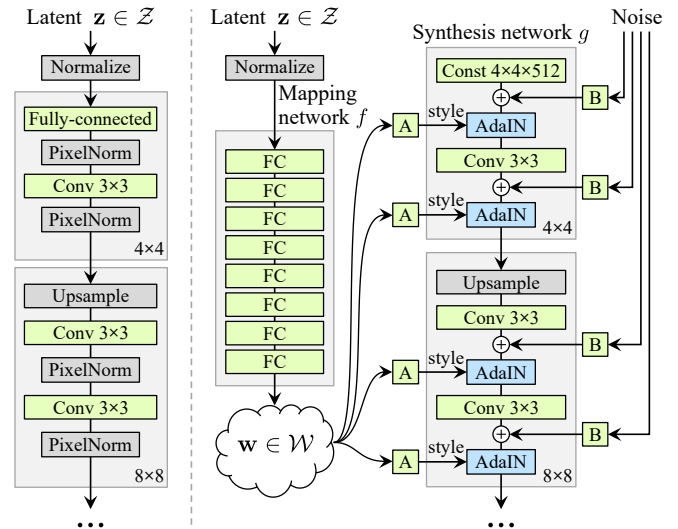 Latent z ∈ 𝒵
Normalize
Fully-connected
PixelNorm
Conv 3×3
PixelNorm
4×4
Upsample
Conv 3×3
PixelNorm
Conv 3×3
PixelNorm
8×8
...
Latent z ∈ 𝒵
Normalize
Mapping
network f
FC
FC
FC
FC
FC
FC
FC
FC
w ∈ 𝒲
Synthesis network g
Noise
Const 4×4×512
B
A
style
AdaIN
Conv 3×3
B
A
style
AdaIN
4×4
Upsample
Conv 3×3
B
A
style
AdaIN
Conv 3×3
B
A
style
AdaIN
8×8
...